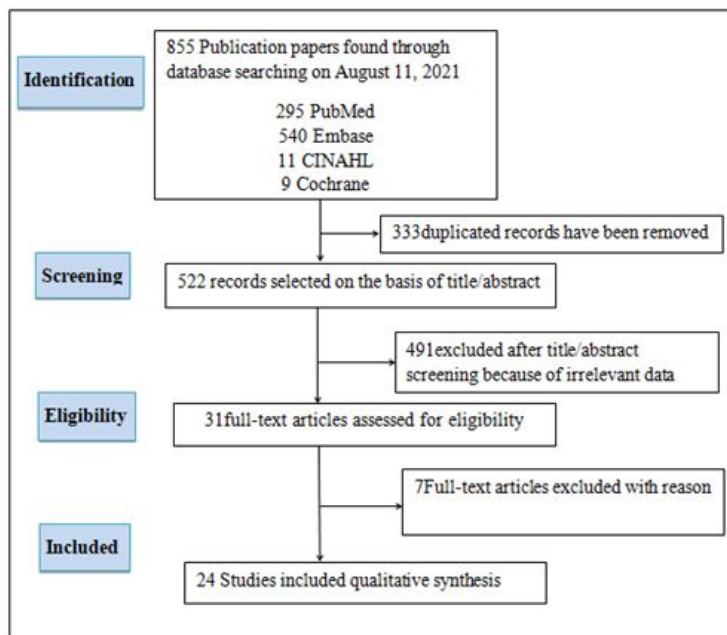 Identification
855 Publication papers found through
database searching on August 11, 2021
295 PubMed
540 Embase
11 CINAHL
9 Cochrane
333duplicated records have been removed
Screening
522 records selected on the basis of title/abstract
491excluded after title/abstract
screening because of irrelevant data
Eligibility
31full-text articles assessed for eligibility
7Full-text articles excluded with reason
Included
24 Studies included qualitative synthesis